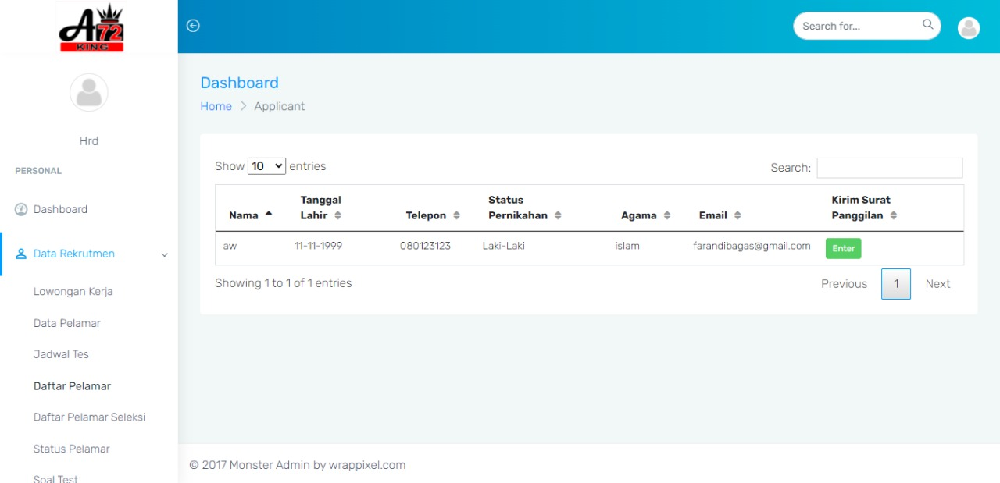 A72
KING
Search for...
Hrd
PERSONAL
Dashboard
Data Rekrutmen
Lowongan Kerja
Data Pelamar
Jadwal Tes
Daftar Pelamar
Daftar Pelamar Seleksi
Status Pelamar
Soal Test
Dashboard
Home > Applicant
Show 10 entries
Search:
Nama Tanggal Lahir Telepon Status Pernikahan Agama Email Kirim Surat Panggilan
aw 11-11-1999 080123123 Laki-Laki islam farandibagas@gmail.com Enter
Showing 1 to 1 of 1 entries
Previous 1 Next
© 2017 Monster Admin by wrappixel.com